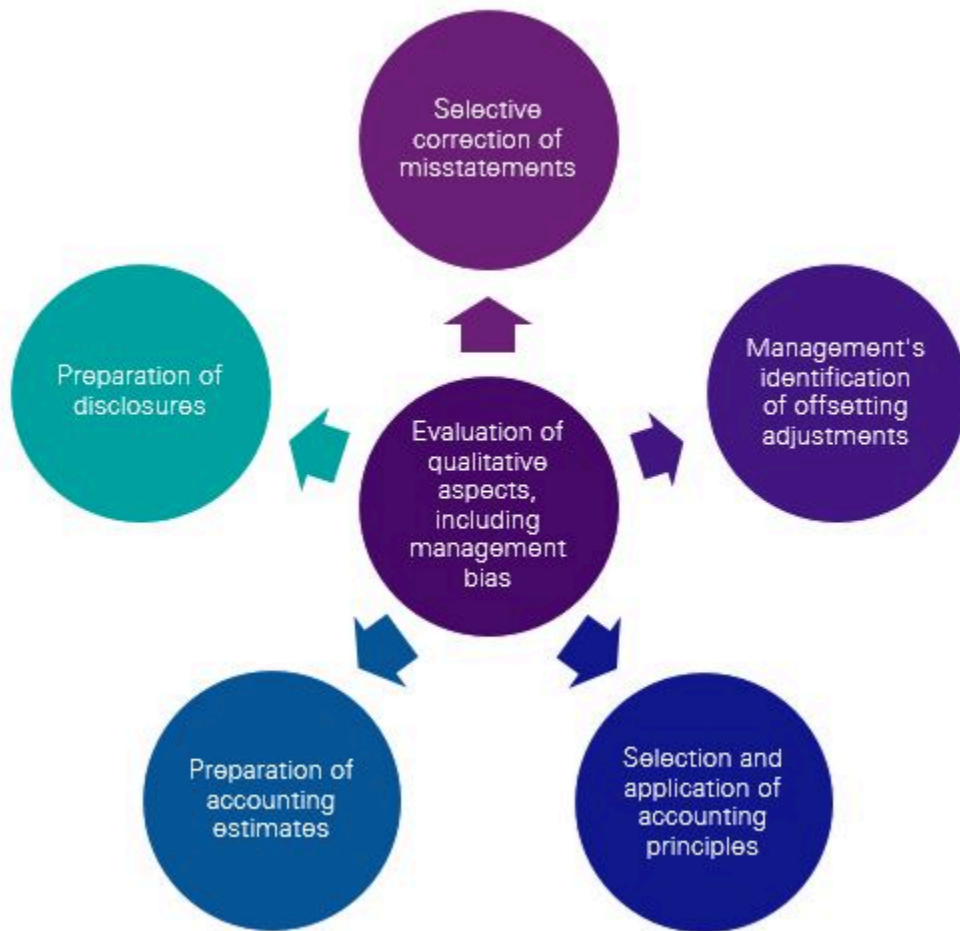 Selective
correction of
misstatements
Preparation of
disclosures
Management's
identification
of offsetting
adjustments
Evaluation of
qualitative
aspects,
including
management
bias
Preparation of
accounting
estimates
Selection and
application of
accounting
principles